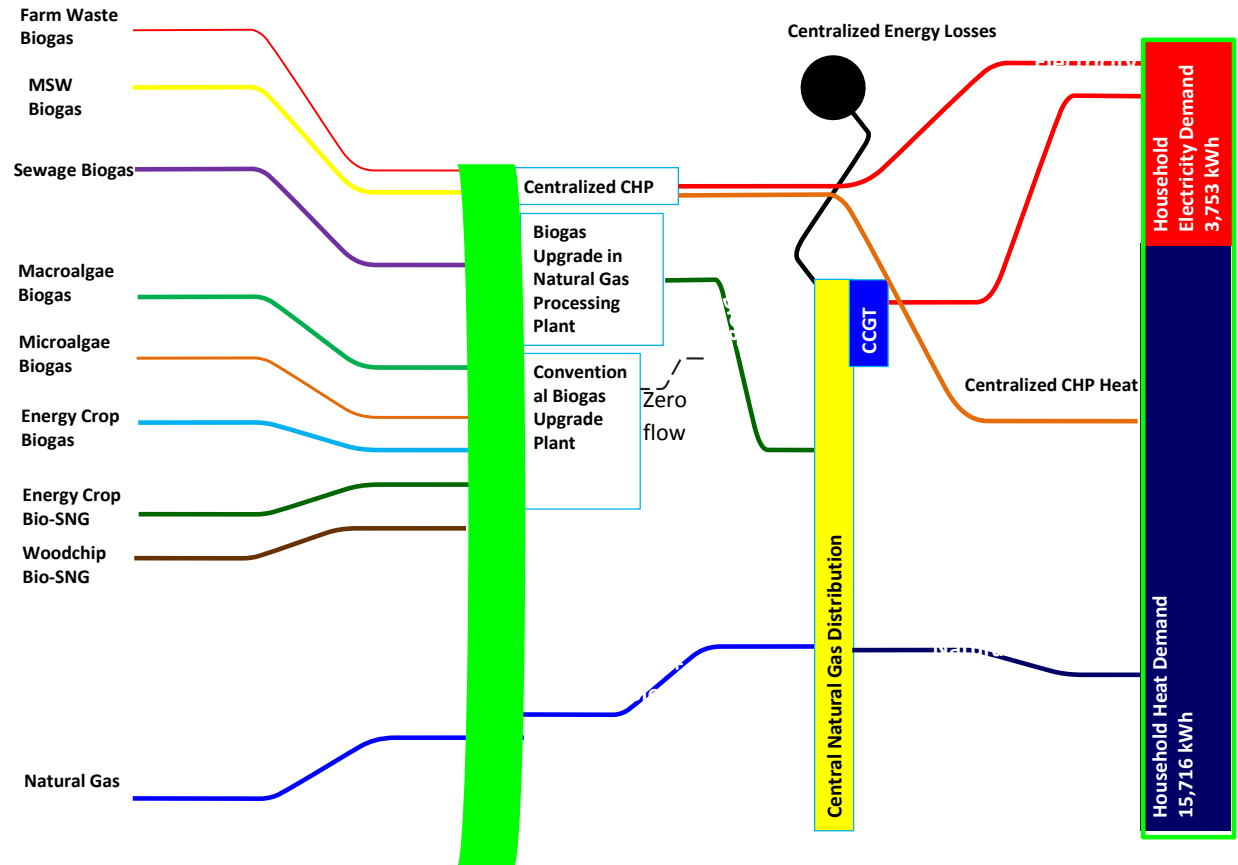 Farm Waste
Biogas
MSW
Biogas
Sewage Biogas
Macroalgae
Biogas
Microalgae
Biogas
Energy Crop
Biogas
Energy Crop
Bio-SNG
Woodchip
Bio-SNG
Natural Gas
Centralized CHP
Biogas
Upgrade in
Natural Gas
Processing
Plant
Convention
al Biogas
Upgrade
Plant
Zero
flow
Centralized Energy Losses
Electricity
CCGT
Central Natural Gas Distribution
Centralized CHP Heat
Household
Electricity Demand
3,753 kWh
Household Heat Demand
15,716 kWh